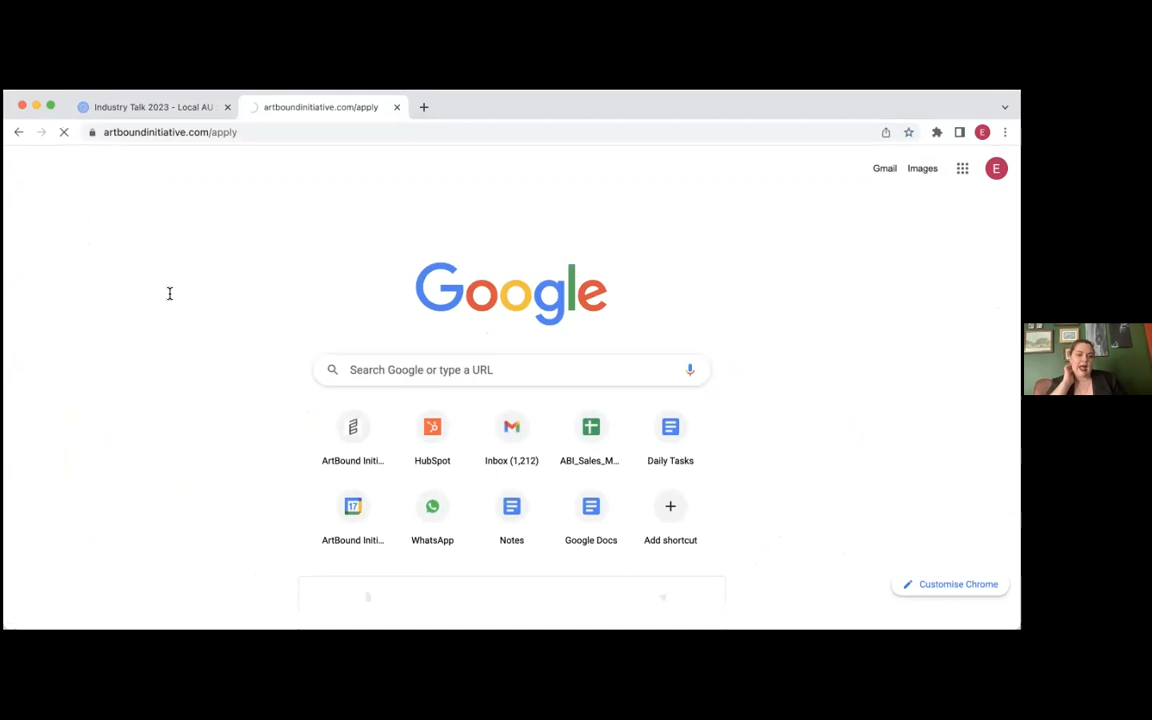 Industry Talk 2023 - Local AU
artboundinitiative.com/apply
artboundinitiative.com/apply
E
Gmail Images E
Google
Search Google or type a URL
ArtBound Initi... HubSpot Inbox (1,212) ABI_Sales_M... Daily Tasks
17
ArtBound Initi... WhatsApp Notes Google Docs Add shortcut
Customise Chrome